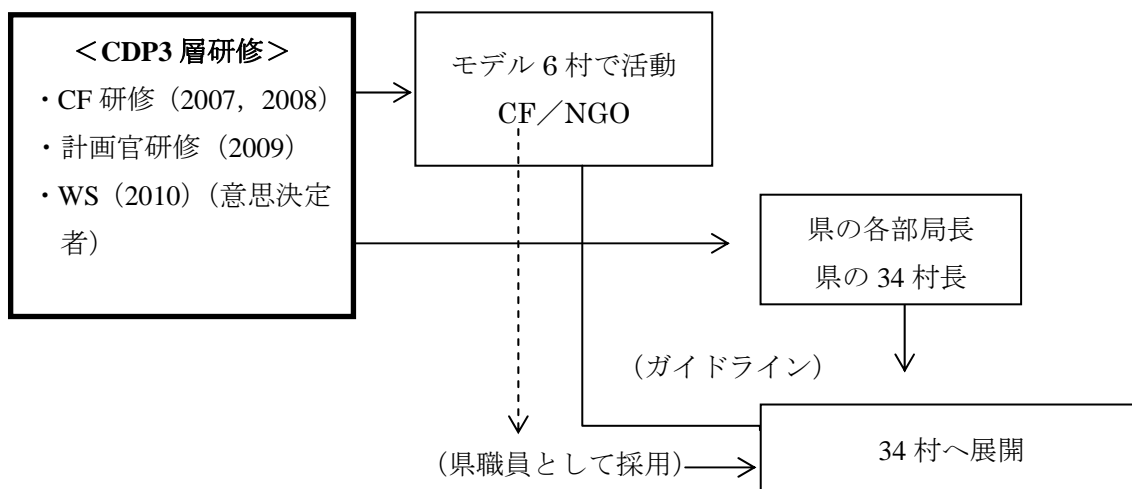 ＜CDP3 層研修＞
・CF 研修（2007，2008）
・計画官研修（2009）
・WS（2010）（意思決定
者）
モデル 6 村で活動
CF／NGO
県の各部局長
県の 34 村長
（ガイドライン）
（県職員として採用）
34 村へ展開